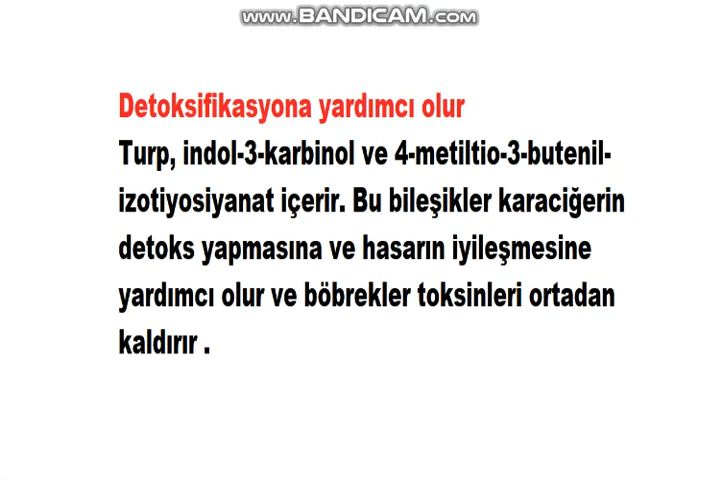 www.BANDICAM.com
Detoksifikasyona yardımcı olur
Turp, indol-3-karbinol ve 4-metiltio-3-butenil-
izotiyosiyanat içerir. Bu bileşikler karaciğerin
detoks yapmasına ve hasarın iyileşmesine
yardımcı olur ve böbrekler toksinleri ortadan
kaldırır .